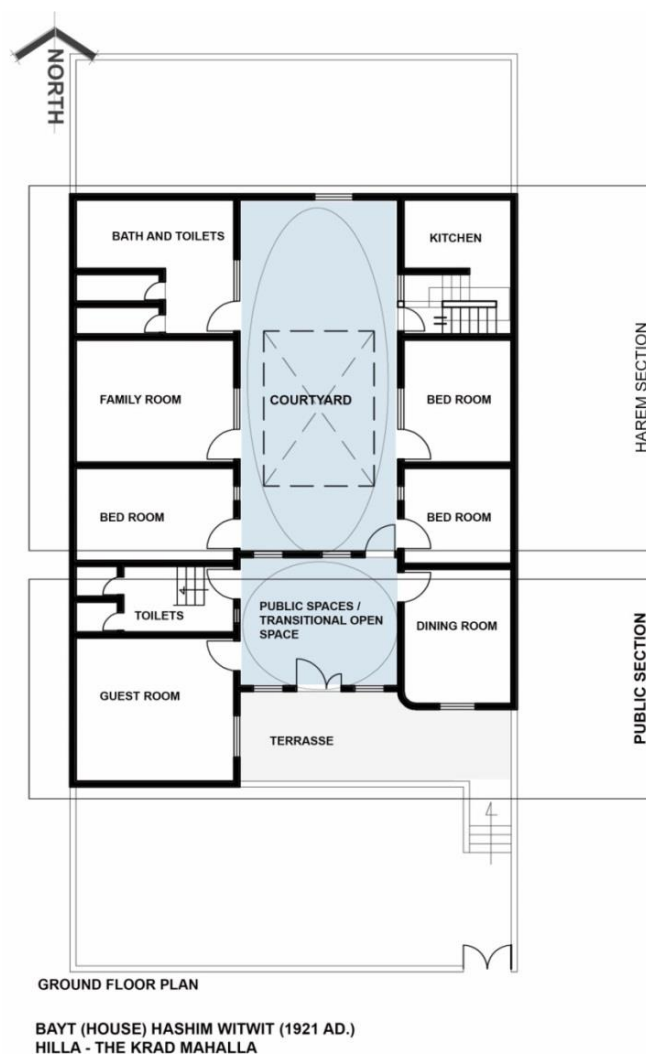 NORTH
BATH AND TOILETS
KITCHEN
HAREM SECTION
FAMILY ROOM
COURTYARD
BED ROOM
BED ROOM
BED ROOM
TOILETS
PUBLIC SPACES /
TRANSITIONAL OPEN
SPACE
DINING ROOM
PUBLIC SECTION
GUEST ROOM
TERRASSE
GROUND FLOOR PLAN
BAYT (HOUSE) HASHIM WITWIT (1921 AD.)
HILLA - THE KRAD MAHALLA